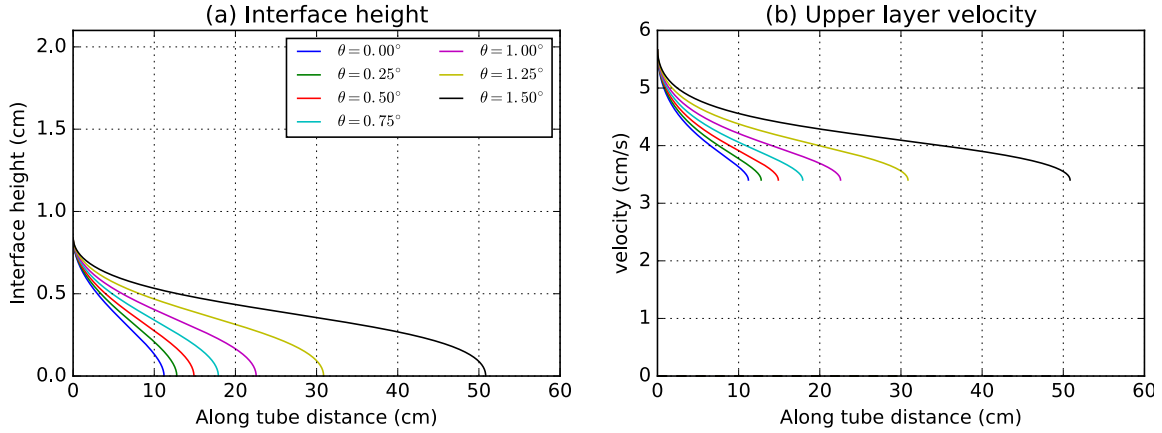 (a) Interface height
Interface height (cm)
2.0
1.5
1.0
0.5
0.0
θ = 0.00°
θ = 0.25°
θ = 0.50°
θ = 0.75°
θ = 1.00°
θ = 1.25°
θ = 1.50°
0 10 20 30 40 50 60
Along tube distance (cm)
(b) Upper layer velocity
velocity (cm/s)
6
5
4
3
2
1
0
0 10 20 30 40 50 60
Along tube distance (cm)